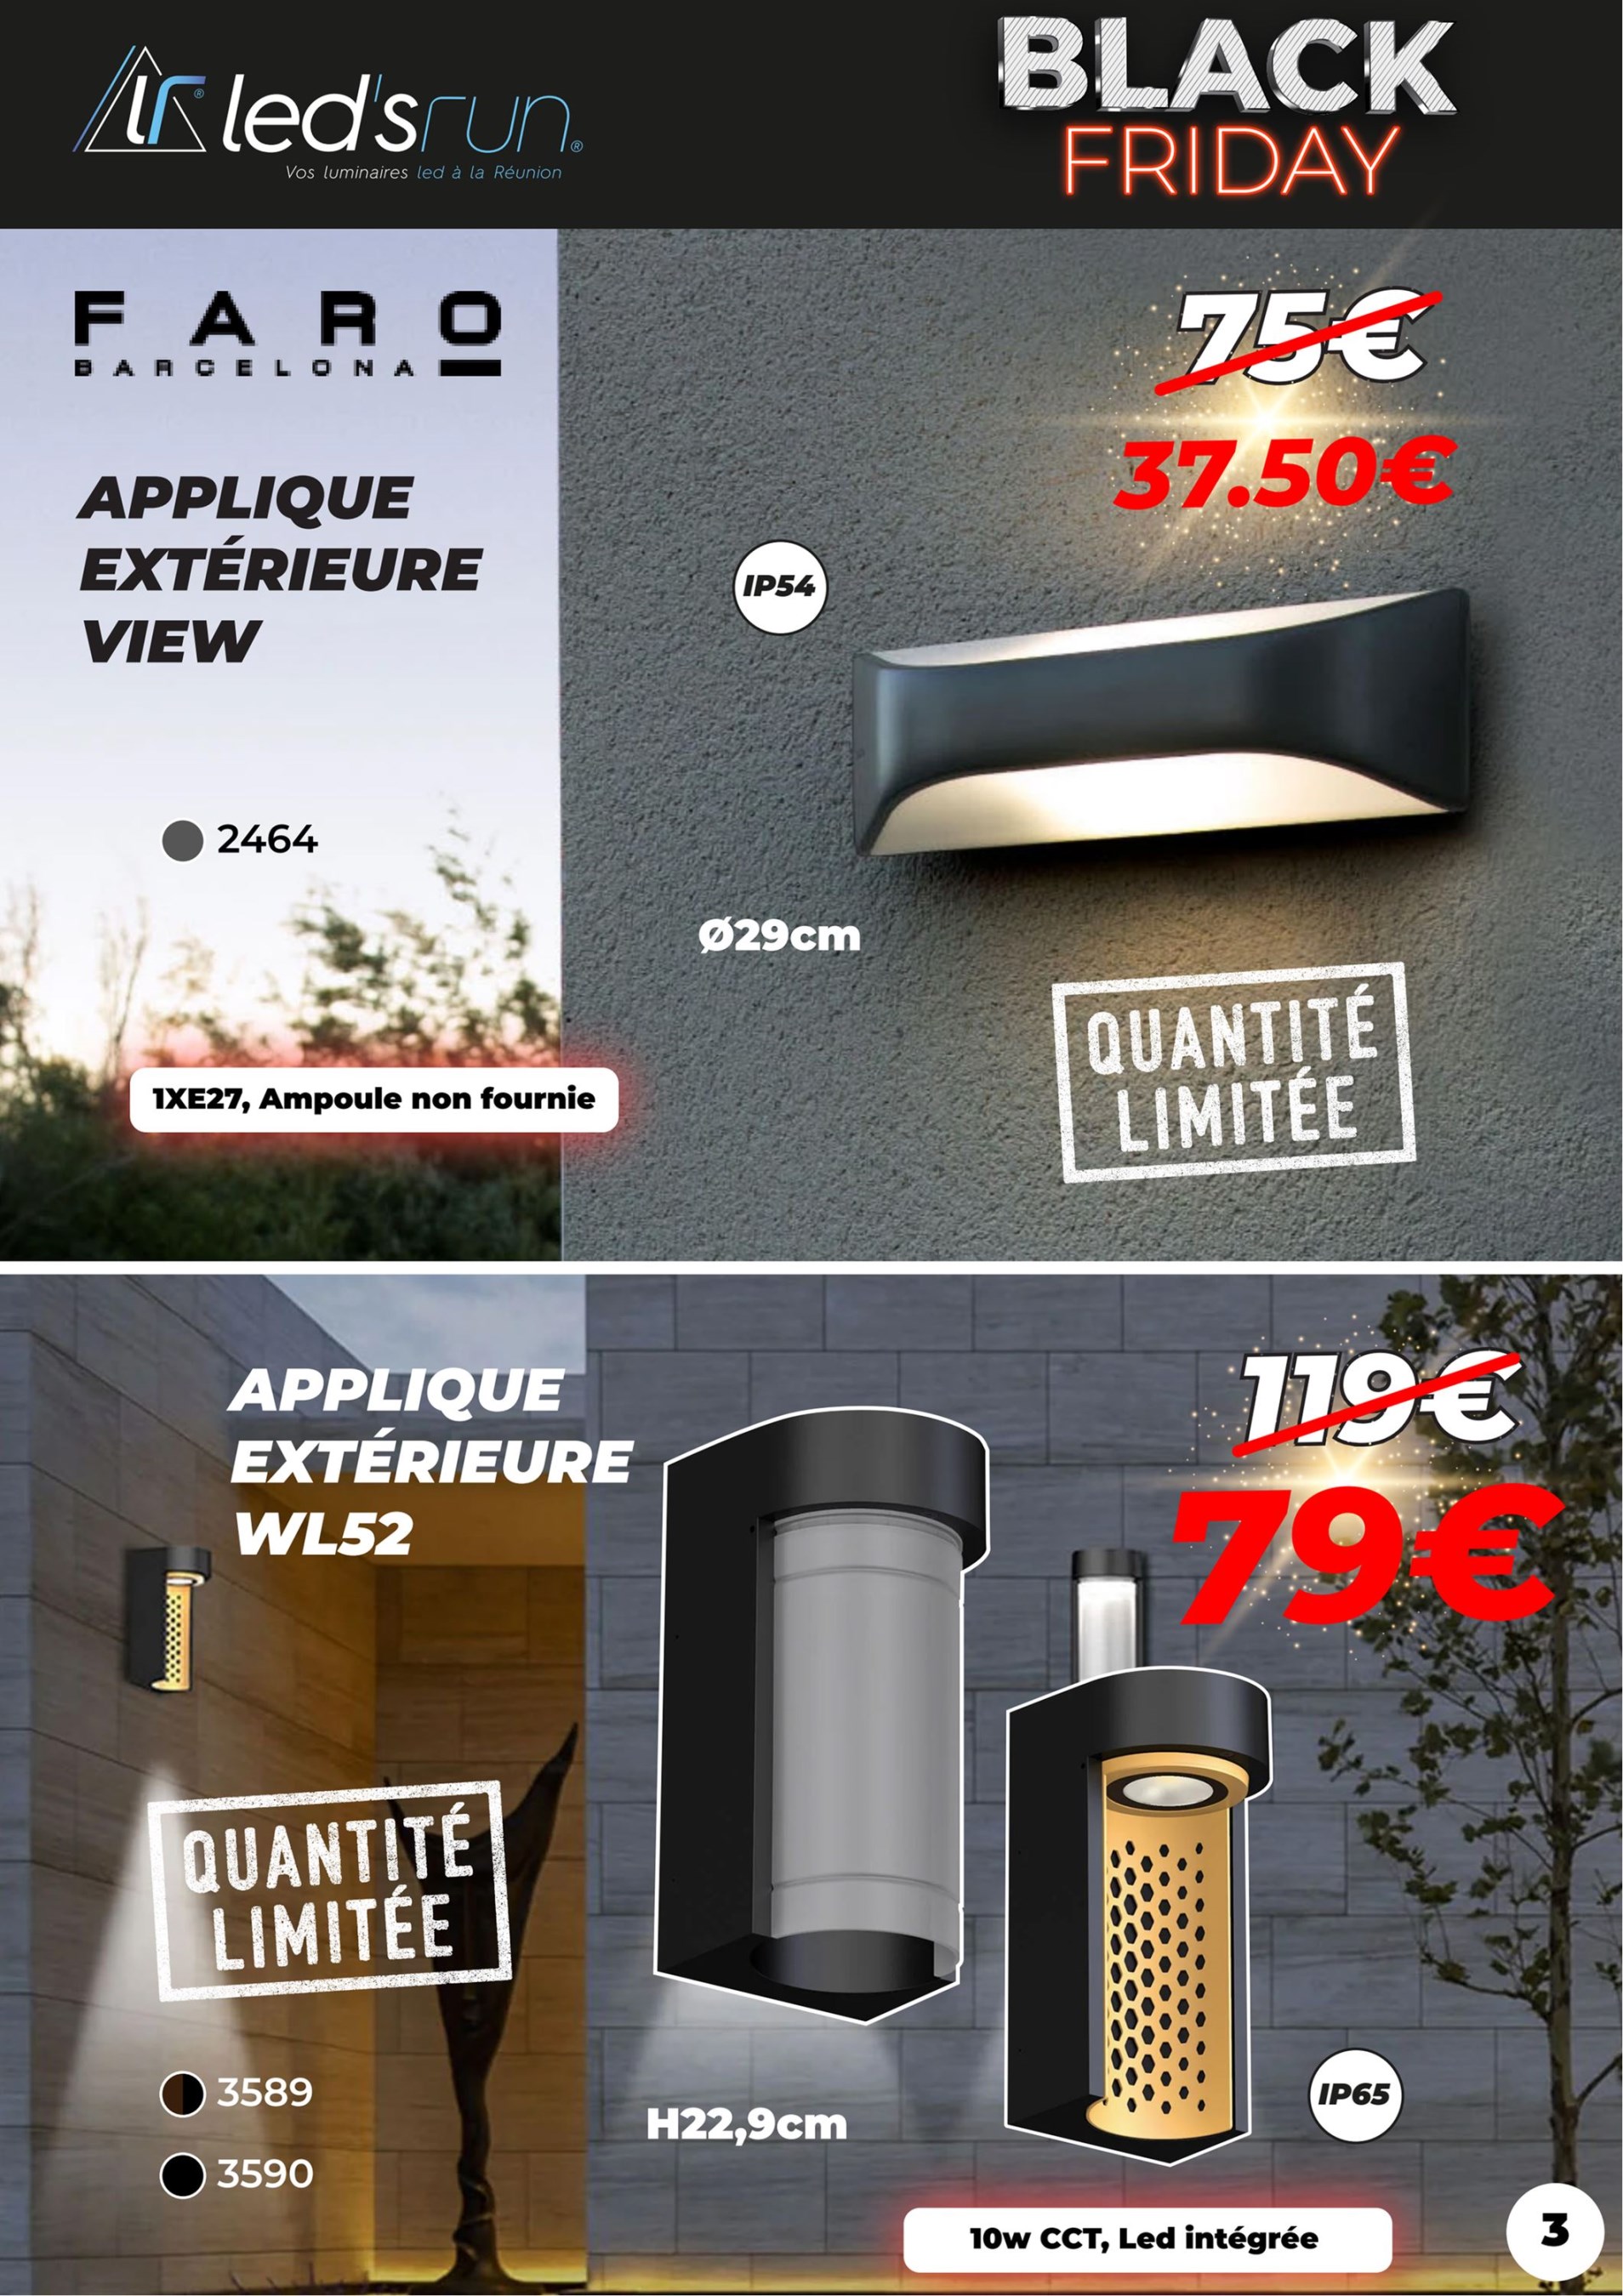 lr® led'srun®
Vos luminaires led à la Réunion
BLACK
FRIDAY
FARO
BARCELONA
75€
37.50€
APPLIQUE
EXTÉRIEURE
VIEW
IP54
2464
Ø29cm
QUANTITÉ
LIMITÉE
1XE27, Ampoule non fournie
APPLIQUE
EXTÉRIEURE
WL52
119€
79€
QUANTITÉ
LIMITÉE
3589
3590
H22,9cm
IP65
10w CCT, Led intégrée
3